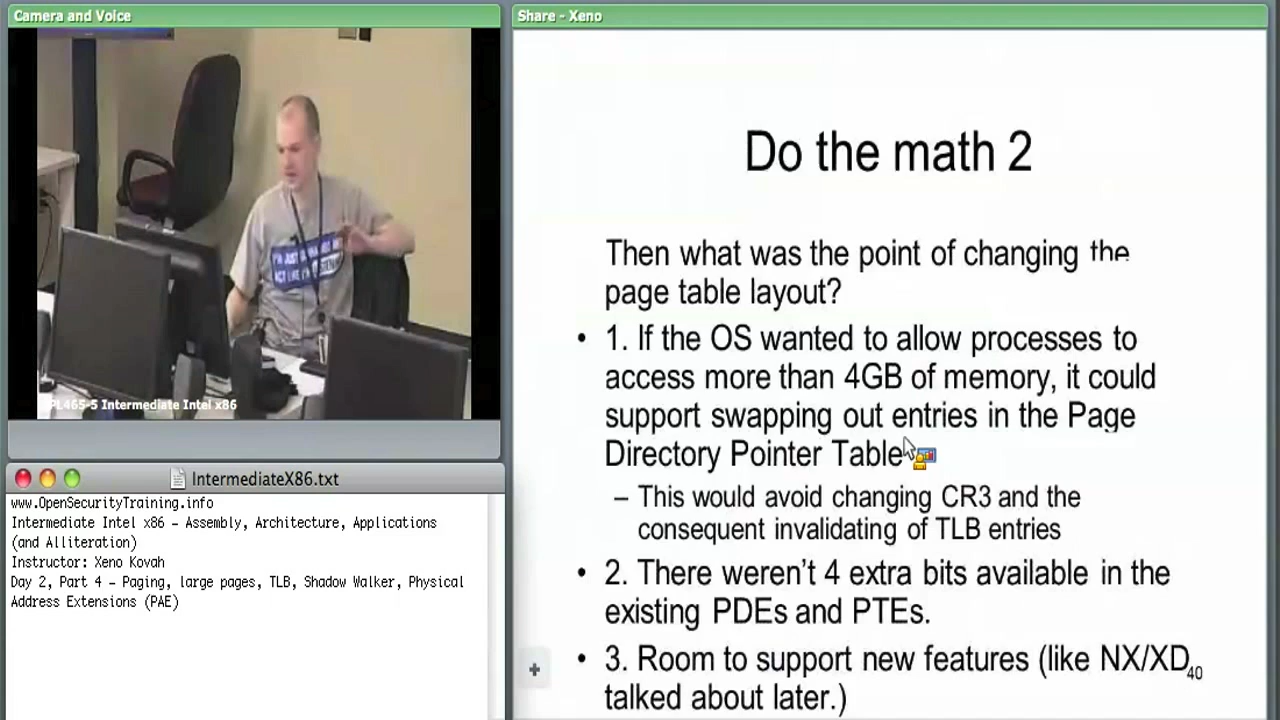 Camera and Voice
PL465-5 Intermediate Intel x86
IntermediateX86.txt
www.OpenSecurityTraining.info
Intermediate Intel x86 – Assembly, Architecture, Applications
(and Alliteration)
Instructor: Xeno Kovah
Day 2, Part 4 – Paging, large pages, TLB, Shadow Walker, Physical
Address Extensions (PAE)
Share - Xeno
Do the math 2
Then what was the point of changing the
page table layout?
• 1. If the OS wanted to allow processes to
access more than 4GB of memory, it could
support swapping out entries in the Page
Directory Pointer Table
– This would avoid changing CR3 and the
consequent invalidating of TLB entries
• 2. There weren't 4 extra bits available in the
existing PDEs and PTEs.
• 3. Room to support new features (like NX/XD
talked about later.)
40